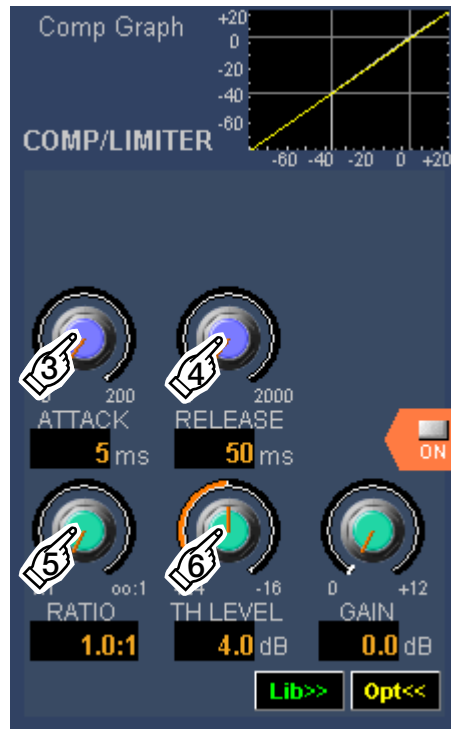 Comp Graph
+20
0
-20
-40
-60
COMP/LIMITER
-60 -40 -20 0 +20
3 4
200 2000
ATTACK RELEASE
5 ms 50 ms
ON
5 6
oo:1 -16 0 +12
RATIO TH LEVEL GAIN
1.0:1 4.0 dB 0.0 dB
Lib>> Opt<<